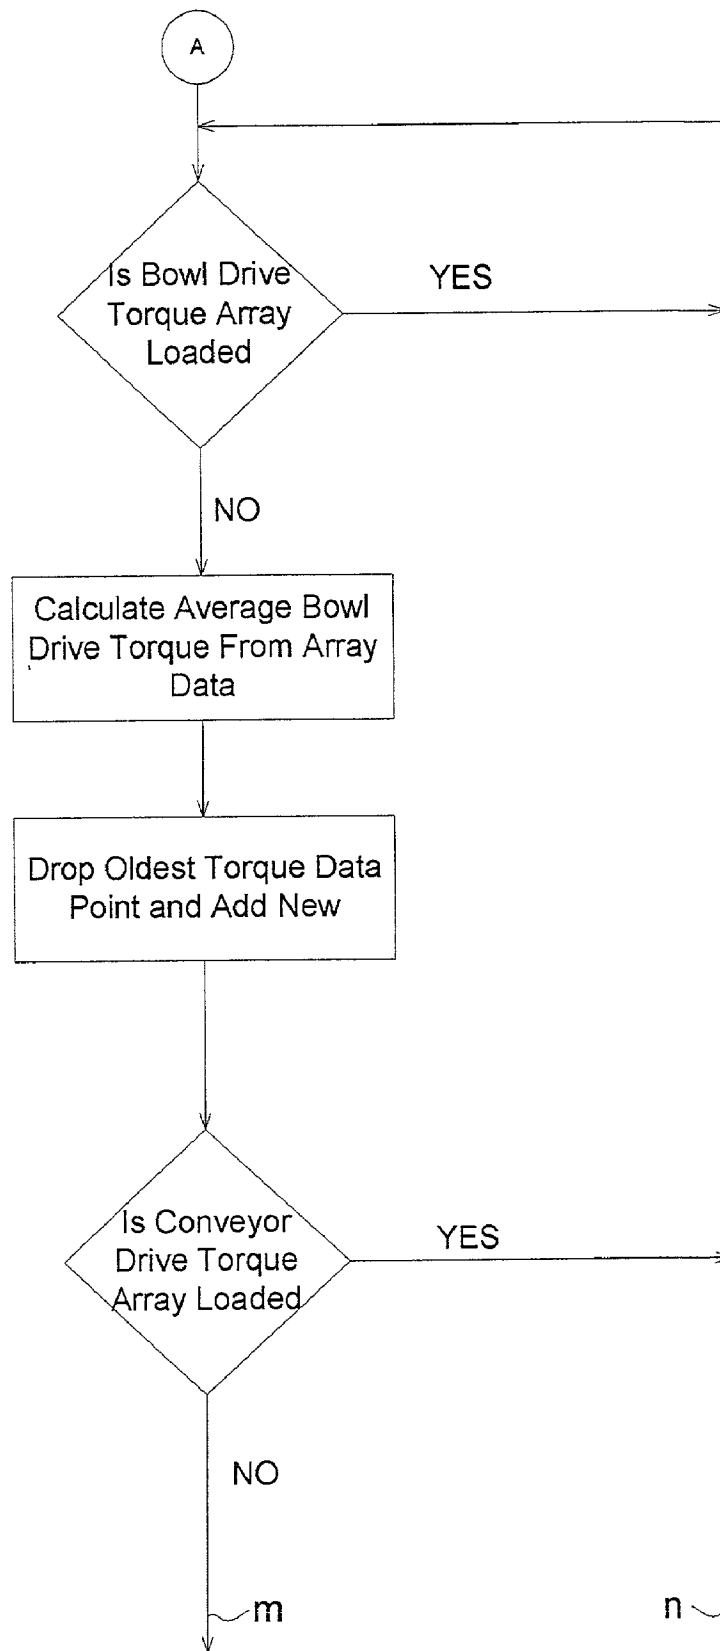 A
Is Bowl Drive
Torque Array
Loaded
YES
NO
Calculate Average Bowl
Drive Torque From Array
Data
Drop Oldest Torque Data
Point and Add New
Is Conveyor
Drive Torque
Array Loaded
YES
NO
m
n